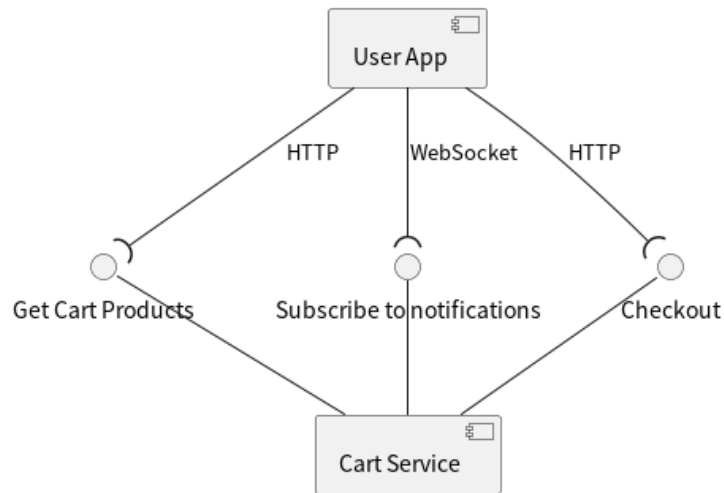 User App
HTTP
WebSocket
HTTP
Get Cart Products
Subscribe to notifications
Checkout
Cart Service